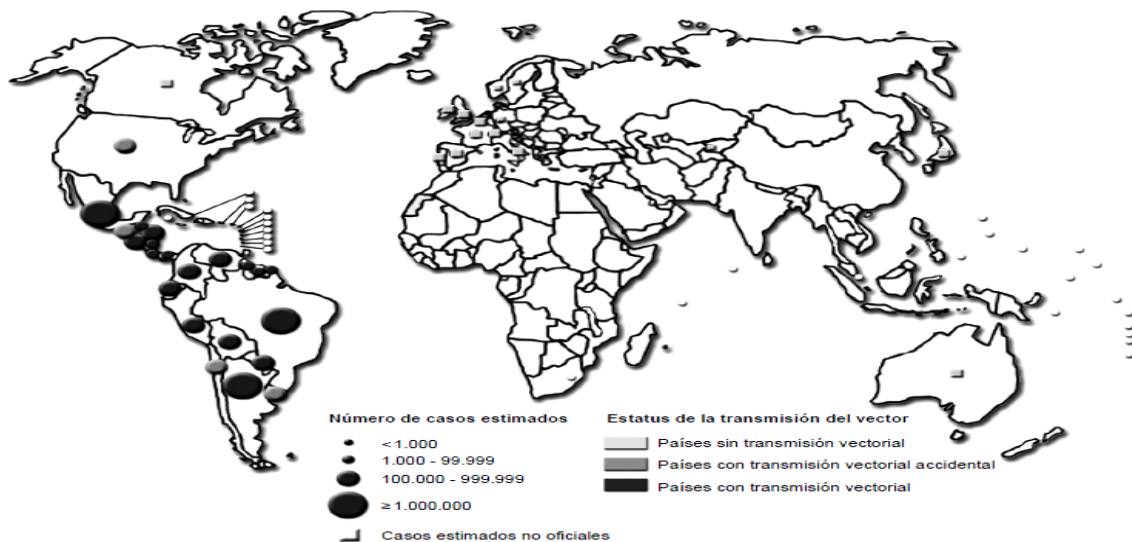 Número de casos estimados
< 1.000
1.000 - 99.999
100.000 - 999.999
≥ 1.000.000
Casos estimados no oficiales
Estatus de la transmisión del vector
Países sin transmisión vectorial
Países con transmisión vectorial accidental
Países con transmisión vectorial